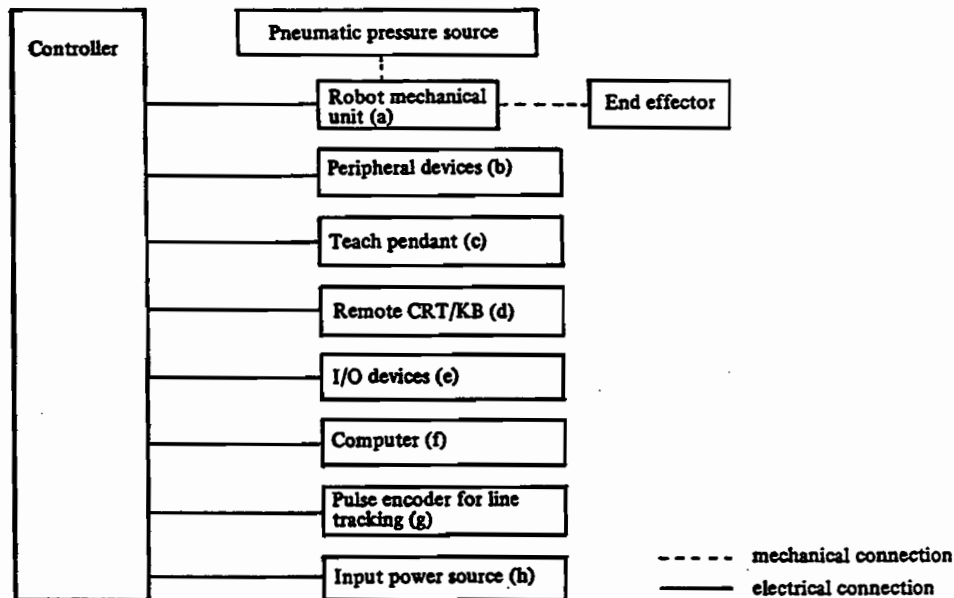 Controller
Pneumatic pressure source
Robot mechanical
unit (a)
End effector
Peripheral devices (b)
Teach pendant (c)
Remote CRT/KB (d)
I/O devices (e)
Computer (f)
Pulse encoder for line
tracking (g)
Input power source (h)
mechanical connection
electrical connection